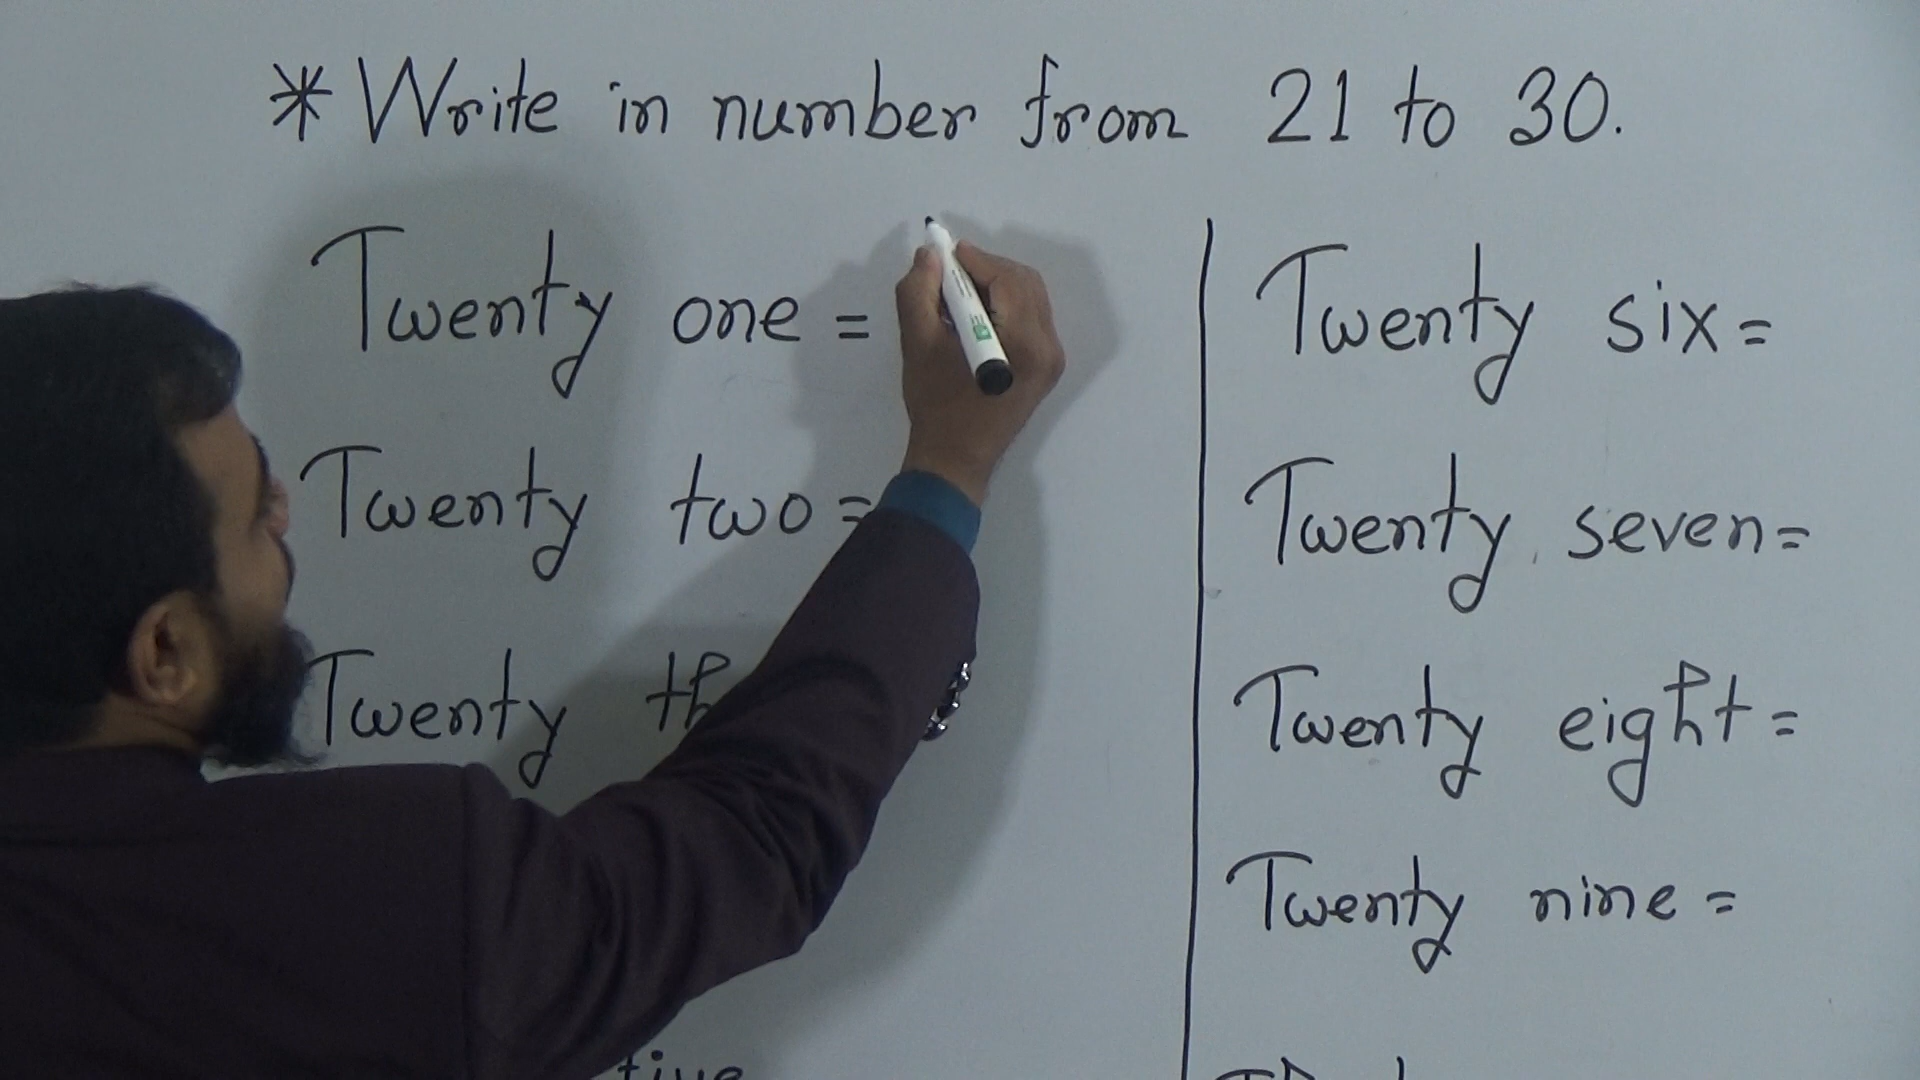 * Write in number from 21 to 30.
Twenty one =
Twenty two =
Twenty
Twenty six =
Twenty seven =
Twenty eight =
Twenty nine =